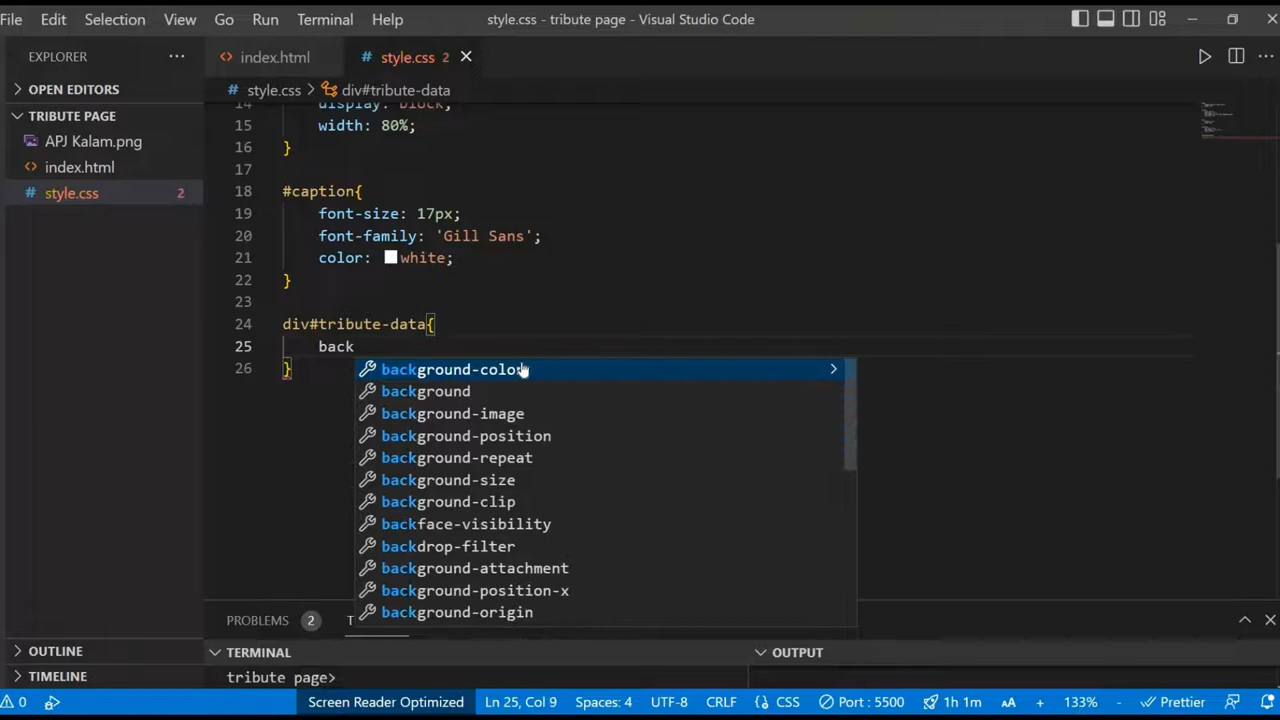 File Edit Selection View Go Run Terminal Help style.css - tribute page - Visual Studio Code
EXPLORER
index.html
# style.css 2
OPEN EDITORS
# style.css > div#tribute-data
TRIBUTE PAGE
APJ Kalam.png
index.html
# style.css 2
14 display: block;
15 width: 80%;
16 }
17
18 #caption{
19 font-size: 17px;
20 font-family: 'Gill Sans';
21 color: white;
22 }
23
24 div#tribute-data{
25 back
26 }
background-color
background
background-image
background-position
background-repeat
background-size
background-clip
backface-visibility
backdrop-filter
background-attachment
background-position-x
background-origin
PROBLEMS 2
OUTLINE
TIMELINE
TERMINAL
OUTPUT
tribute page>
0 Screen Reader Optimized Ln 25, Col 9 Spaces: 4 UTF-8 CRLF {} CSS Port : 5500 1h 1m AA + 133% - Prettier